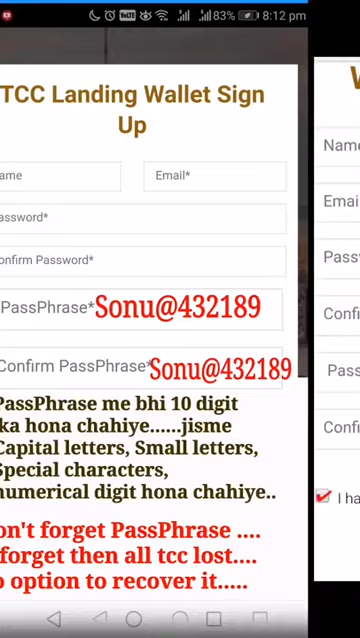 83% 8:12 pm
TCC Landing Wallet Sign
Up
ame
Email*
assword*
onfirm Password*
PassPhrase* Sonu@432189
Confirm PassPhrase* Sonu@432189
PassPhrase me bhi 10 digit
ka hona chahiye......jisme
Capital letters, Small letters,
Special characters,
numerical digit hona chahiye..
on't forget PassPhrase ....
forget then all tcc lost....
o option to recover it.....
W
Name
Emai
Passw
Confi
Pass
Confi
I ha